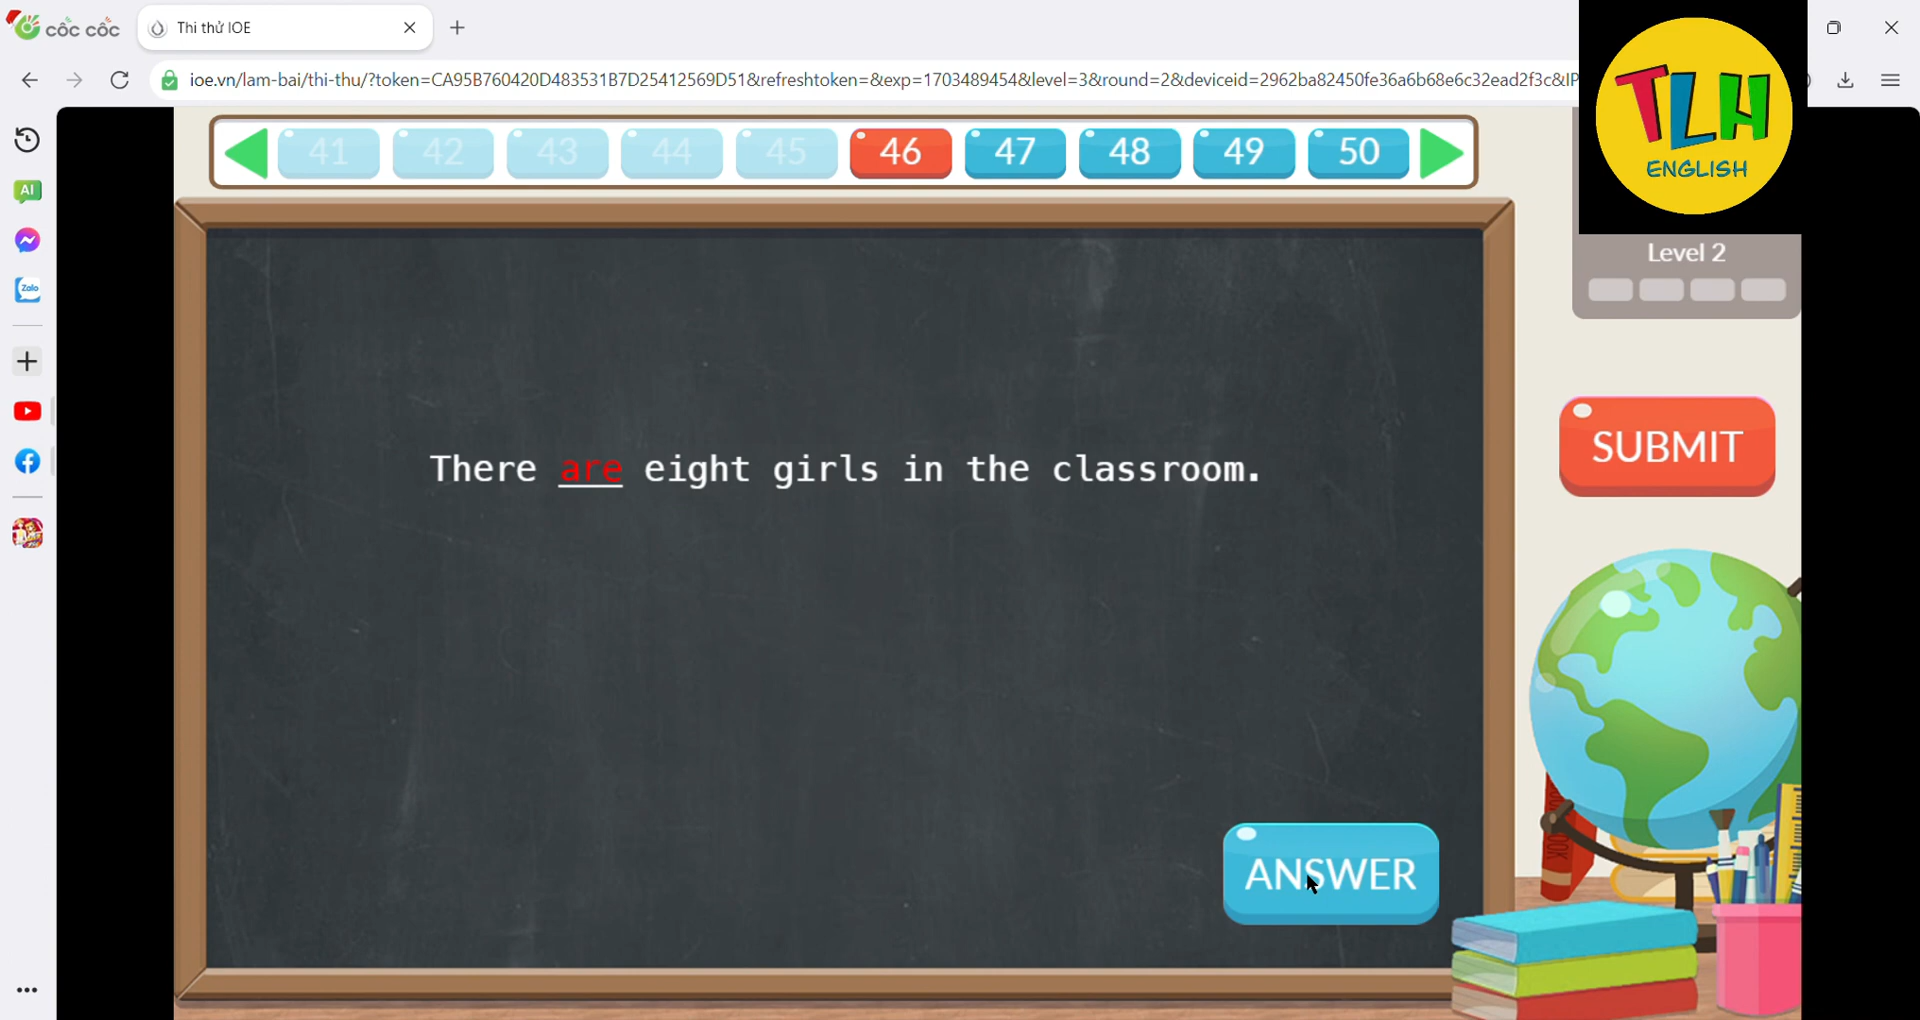 cốc cốc
Thi thử IOE
ioe.vn/lam-bai/thi-thu/?token=CA95B760420D483531B7D25412569D51&refreshtoken=&exp=1703489454&level=3&round=2&deviceid=2962ba82450fe36a6b68e6c32ead2f3c&IP
TLH
ENGLISH
AI
Zalo
41 42 43 44 45 46 47 48 49 50
Level 2
There are eight girls in the classroom.
SUBMIT
ANSWER